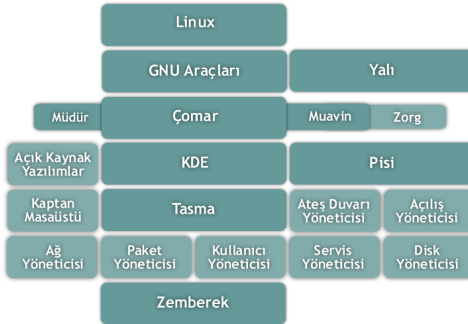 Linux
GNU Araçları
Yalı
Müdür
Çomar
Muavin
Zorg
Açık Kaynak
Yazılımlar
KDE
Pisi
Kaptan
Masaüstü
Tasma
Ateş Duvarı
Yöneticisi
Açılış
Yöneticisi
Ağ
Yöneticisi
Paket
Yöneticisi
Kullanıcı
Yöneticisi
Servis
Yöneticisi
Disk
Yöneticisi
Zemberek